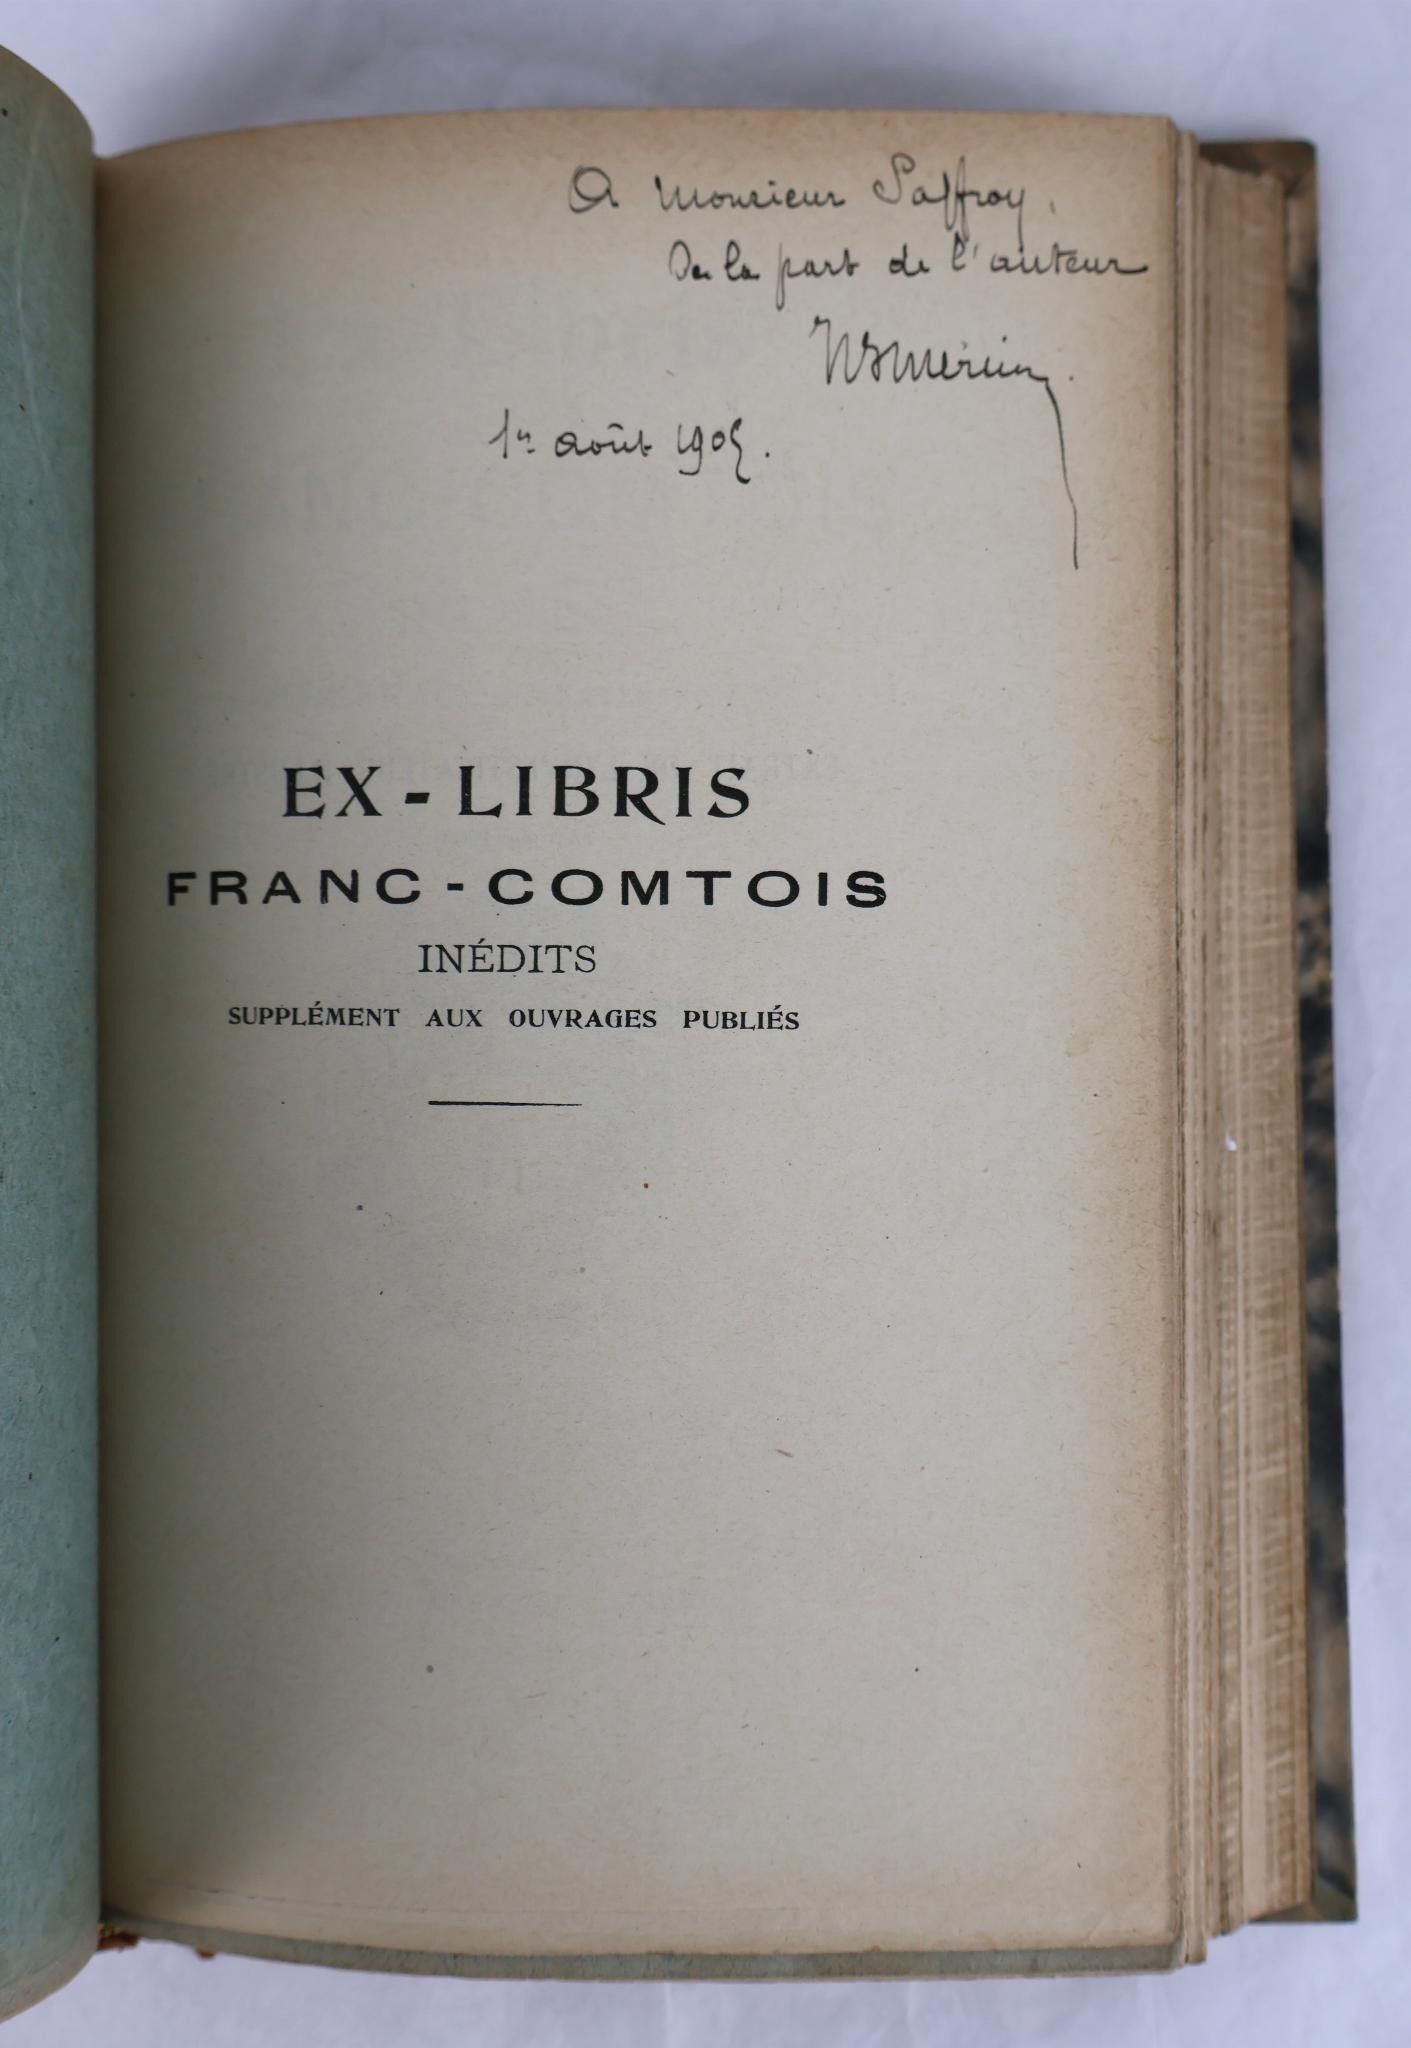 A Monsieur Saffroy.
De la part de l'auteur
1er août 1905.
EX-LIBRIS
FRANC-COMTOIS
INÉDITS
SUPPLÉMENT AUX OUVRAGES PUBLIÉS